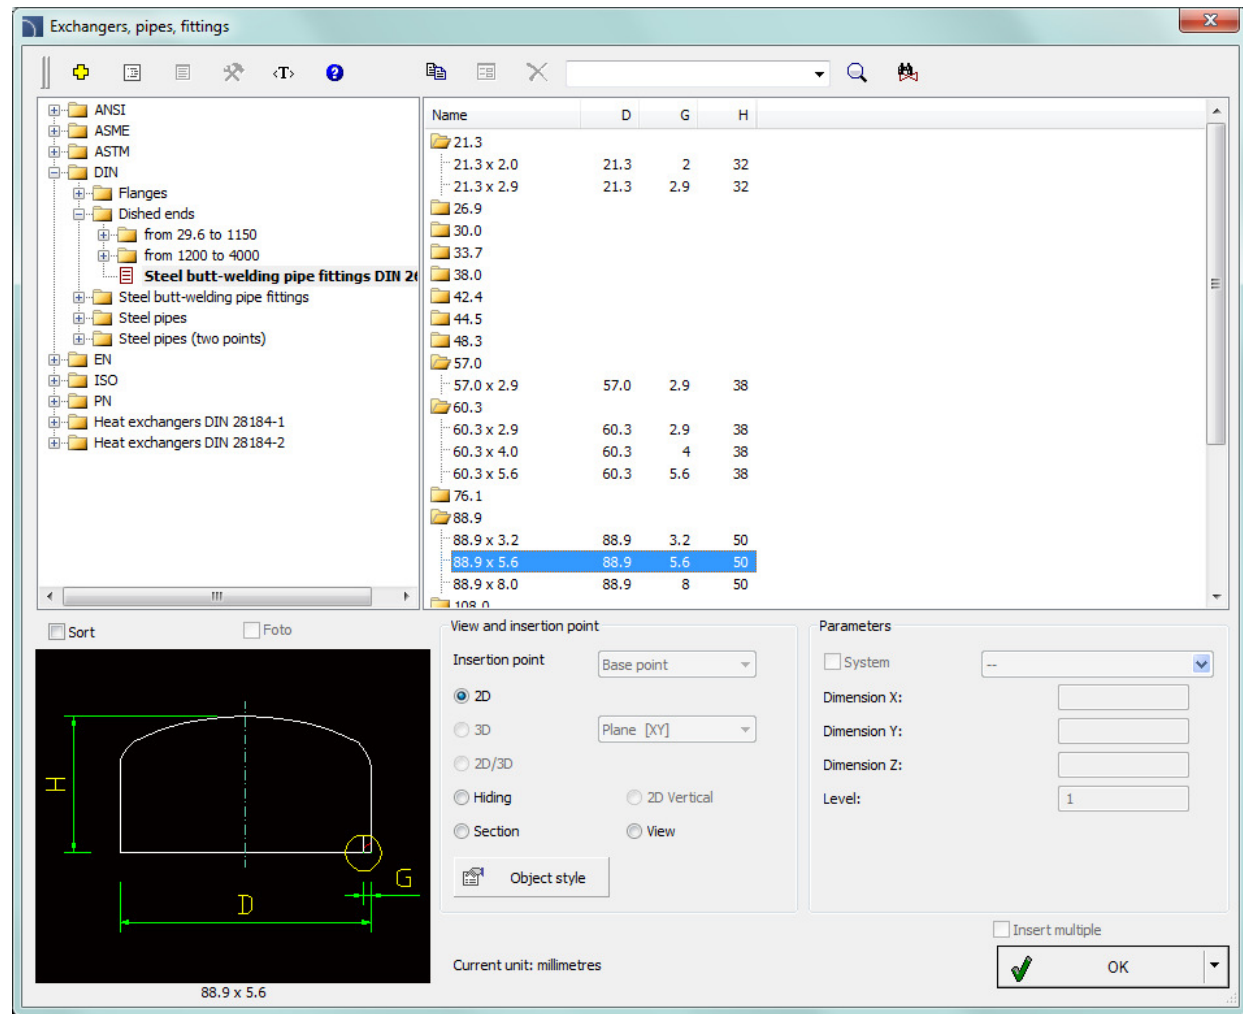 Exchangers, pipes, fittings
x
<T> ?
ANSI
ASME
ASTM
DIN
Flanges
Dished ends
from 29.6 to 1150
from 1200 to 4000
Steel butt-welding pipe fittings DIN 26
Steel butt-welding pipe fittings
Steel pipes
Steel pipes (two points)
EN
ISO
PN
Heat exchangers DIN 28184-1
Heat exchangers DIN 28184-2
Name D G H
21.3
21.3 x 2.0 21.3 2 32
21.3 x 2.9 21.3 2.9 32
26.9
30.0
33.7
38.0
42.4
44.5
48.3
57.0
57.0 x 2.9 57.0 2.9 38
60.3
60.3 x 2.9 60.3 2.9 38
60.3 x 4.0 60.3 4 38
60.3 x 5.6 60.3 5.6 38
76.1
88.9
88.9 x 3.2 88.9 3.2 50
88.9 x 5.6 88.9 5.6 50
88.9 x 8.0 88.9 8 50
108.0
Sort Foto
H
D
G
88.9 x 5.6
View and insertion point
Insertion point Base point
2D
3D Plane [XY]
2D/3D
Hiding 2D Vertical
Section View
Object style
Current unit: millimetres
Parameters
System --
Dimension X:
Dimension Y:
Dimension Z:
Level: 1
Insert multiple
OK